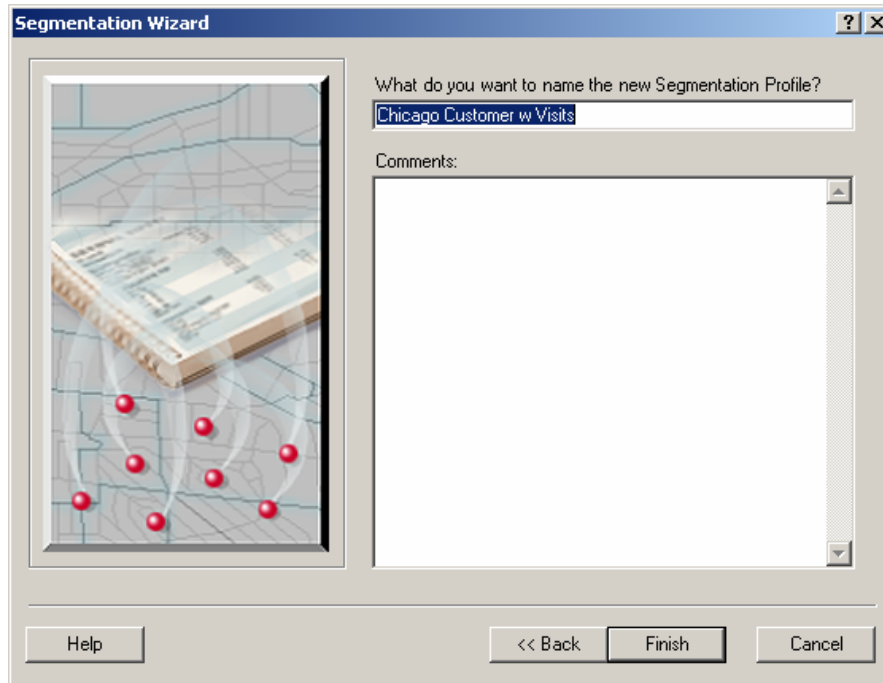 Segmentation Wizard
What do you want to name the new Segmentation Profile?
Chicago Customer w Visits
Comments:
Help
<< Back
Finish
Cancel